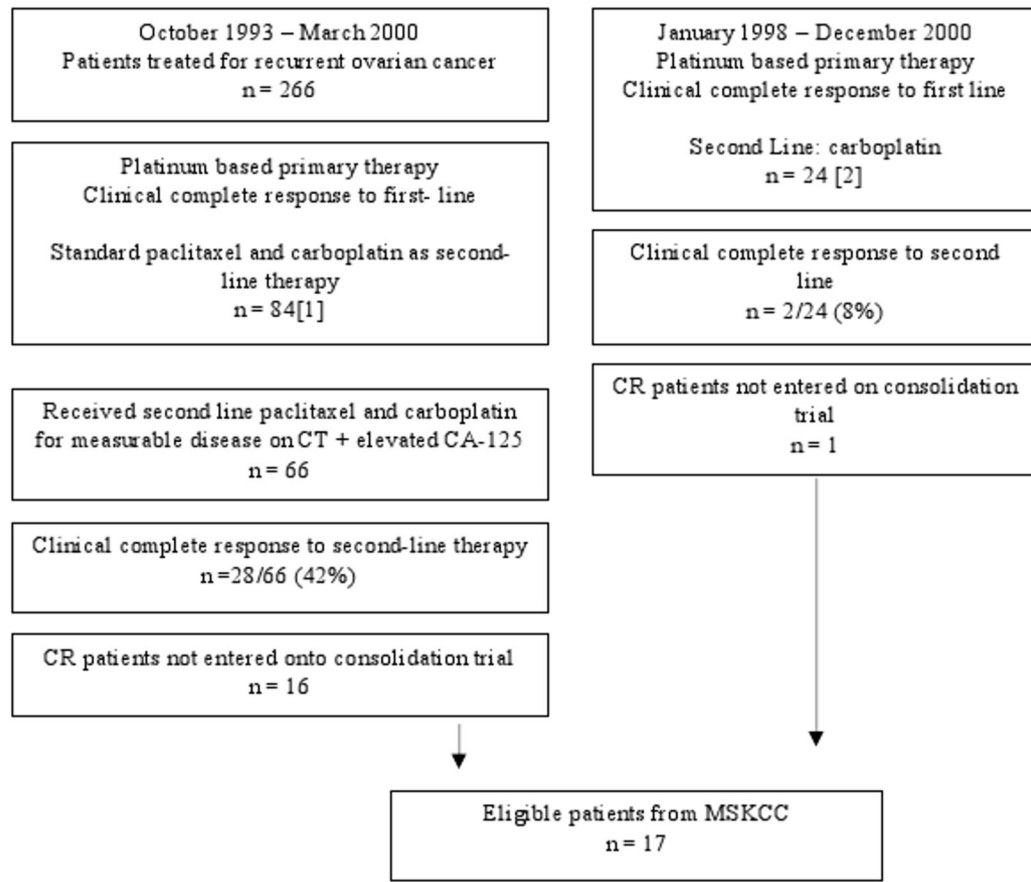 October 1993 – March 2000
Patients treated for recurrent ovarian cancer
n = 266
Platinum based primary therapy
Clinical complete response to first- line
Standard paclitaxel and carboplatin as second-
line therapy
n = 84[1]
Received second line paclitaxel and carboplatin
for measurable disease on CT + elevated CA-125
n = 66
Clinical complete response to second-line therapy
n =28/66 (42%)
CR patients not entered onto consolidation trial
n = 16
January 1998 – December 2000
Platinum based primary therapy
Clinical complete response to first line
Second Line: carboplatin
n = 24 [2]
Clinical complete response to second
line
n = 2/24 (8%)
CR patients not entered on consolidation
trial
n = 1
Eligible patients from MSKCC
n = 17